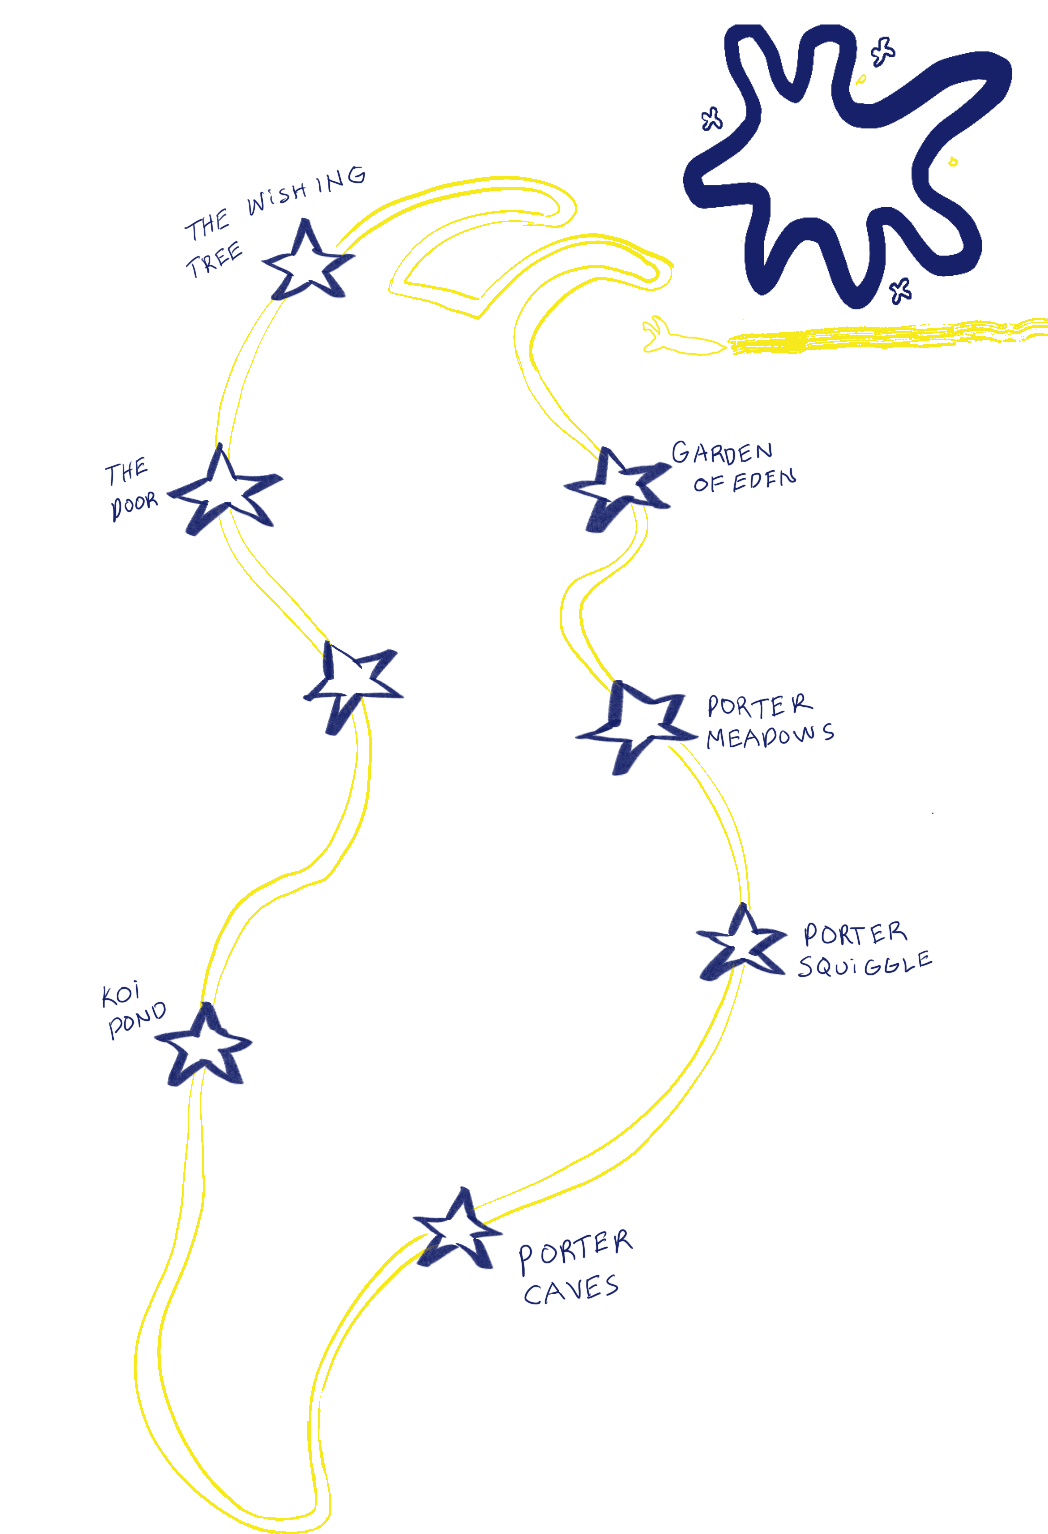 THE WiSHING
TREE
THE
DOOR
GARDEN
OF EDEN
PORTER
MEADOWS
PORTER
SQUiGGLE
KOi
POND
PORTER
CAVES